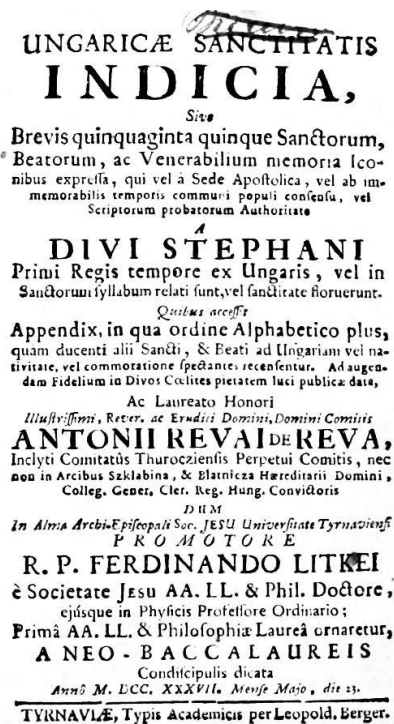 UNGARICÆ SANCTITATIS
INDICIA,
Sive
Brevis quinquaginta quinque Sanctorum,
Beatorum, ac Venerabilium memoria Ico-
nibus expreſſa, qui vel à Sede Apoſtolica, vel ab im-
memorabilis temporis communi populi conſenſu, vel
Scriptorum probatorum Authoritate
A
DIVI STEPHANI
Primi Regis tempore ex Ungaris, vel in
Sanctorum ſyllabum relati ſunt, vel ſanctitate floruerunt.
Quibus acceſſit
Appendix, in qua ordine Alphabetico plus,
quam ducenti alii Sancti, & Beati ad Ungariam vel na-
tivitate, vel commoratione ſpectantes recenſentur. Ad augen-
dam Fidelium in Divos Cœlites pietatem luci publicæ data,
Ac Laureato Honori
Illuſtriſſimi, Rever. ac Eruditi Domini, Domini Comitis
ANTONII REVAI DE REVA,
Inclyti Comitatûs Thurocziensis Perpetui Comitis, nec
non in Arcibus Szklabina, & Blatnicza Hæreditarii Domini,
Colleg. Gener. Cler. Reg. Hung. Convictoris
DUM
In Alma Archi-Epiſcopali Soc. JESU Univerſitate Tyrnavienſi
PROMOTORE
R. P. FERDINANDO LITKEI
è Societate JESU AA. LL. & Phil. Doctore,
ejúsque in Phyſicis Profeſſore Ordinario;
Primâ AA. LL. & Philoſophiæ Laureâ ornaretur,
A NEO-BACCALAUREIS
Condiſcipulis dicata
Annô M. DCC. XXXVII. Menſe Majo, die 23.
TYRNAVIÆ, Typis Academicis per Leopold. Berger.